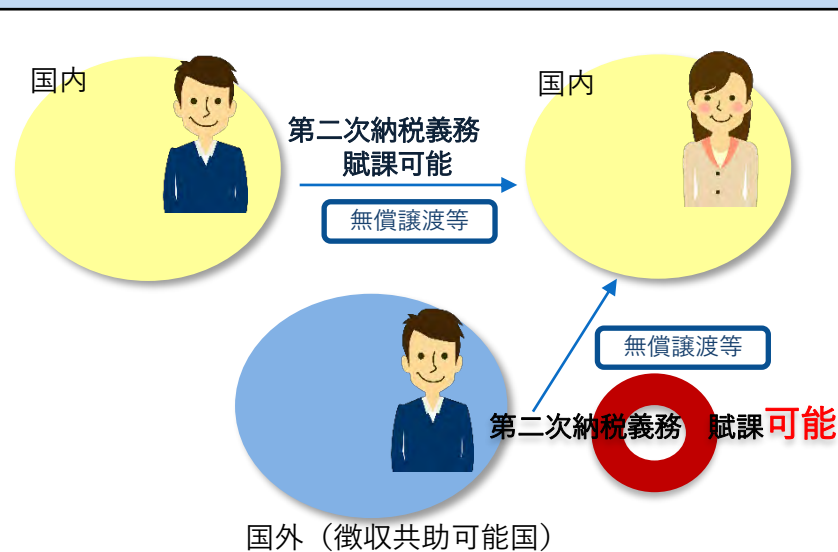 国内
国内
第二次納税義務
賦課可能
無償譲渡等
無償譲渡等
第二次納税義務　賦課可能
国外（徴収共助可能国）